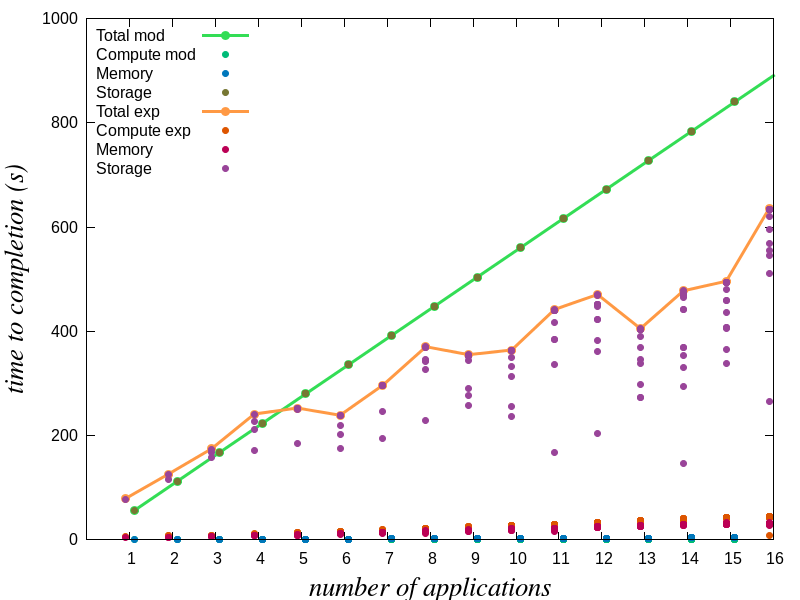 1000
800
600
400
200
0
time to completion (s)
Total mod
Compute mod
Memory
Storage
Total exp
Compute exp
Memory
Storage
1 2 3 4 5 6 7 8 9 10 11 12 13 14 15 16
number of applications